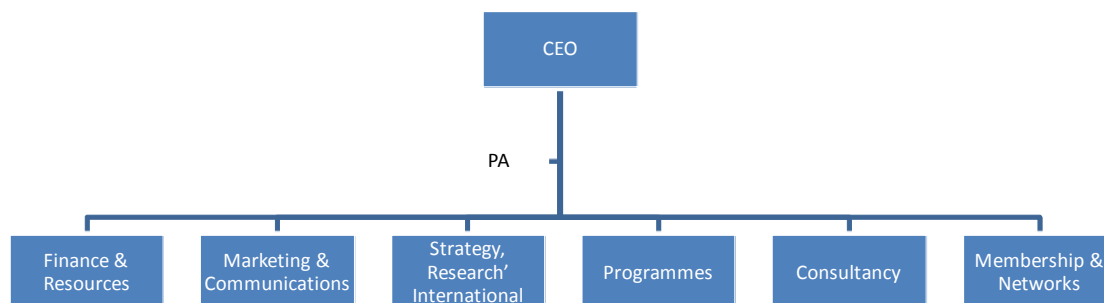 CEO
PA
Finance &
Resources
Marketing &
Communications
Strategy,
Research’
International
Programmes
Consultancy
Membership &
Networks